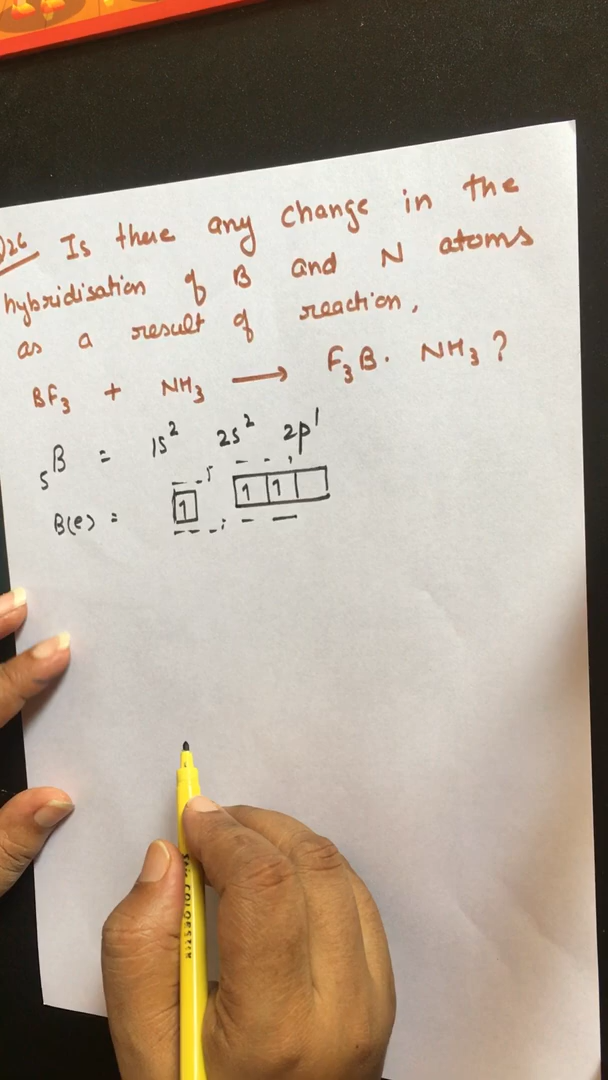 Q26 Is there any change in the
hybridisation of B and N atoms
as a result of reaction,
BF₃ + NH₃ → F₃B. NH₃ ?
₅B = 1s² 2s² 2p¹
B(e) = 1 1 1